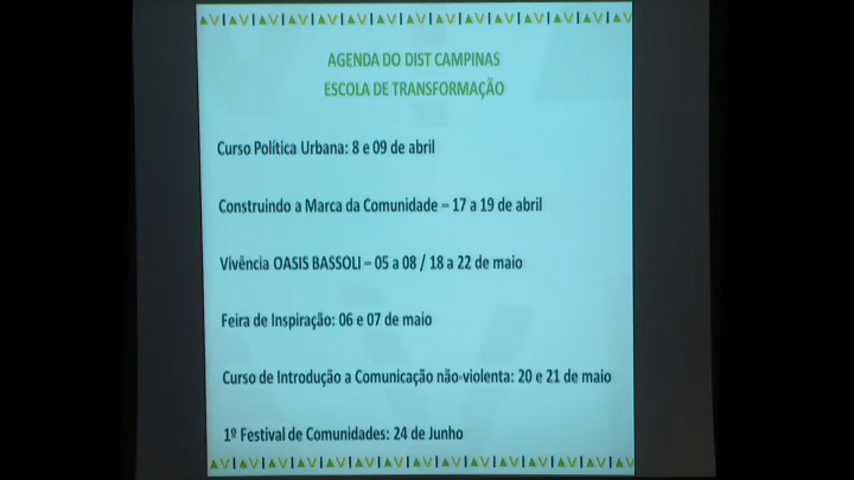 AGENDA DO DIST CAMPINAS
ESCOLA DE TRANSFORMAÇÃO
Curso Política Urbana: 8 e 09 de abril
Construindo a Marca da Comunidade – 17 a 19 de abril
Vivência OASIS BASSOLI – 05 a 08 / 18 a 22 de maio
Feira de Inspiração: 06 e 07 de maio
Curso de Introdução a Comunicação não-violenta: 20 e 21 de maio
1º Festival de Comunidades: 24 de Junho